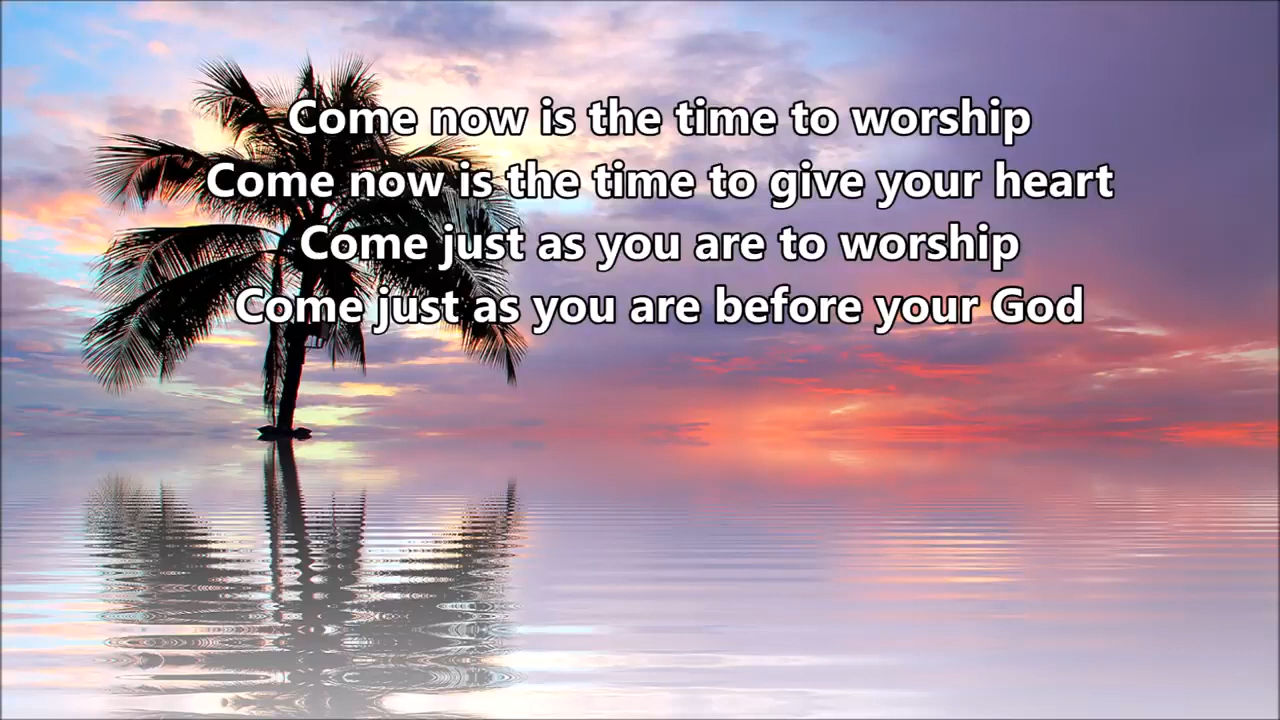 Come now is the time to worship
Come now is the time to give your heart
Come just as you are to worship
Come just as you are before your God